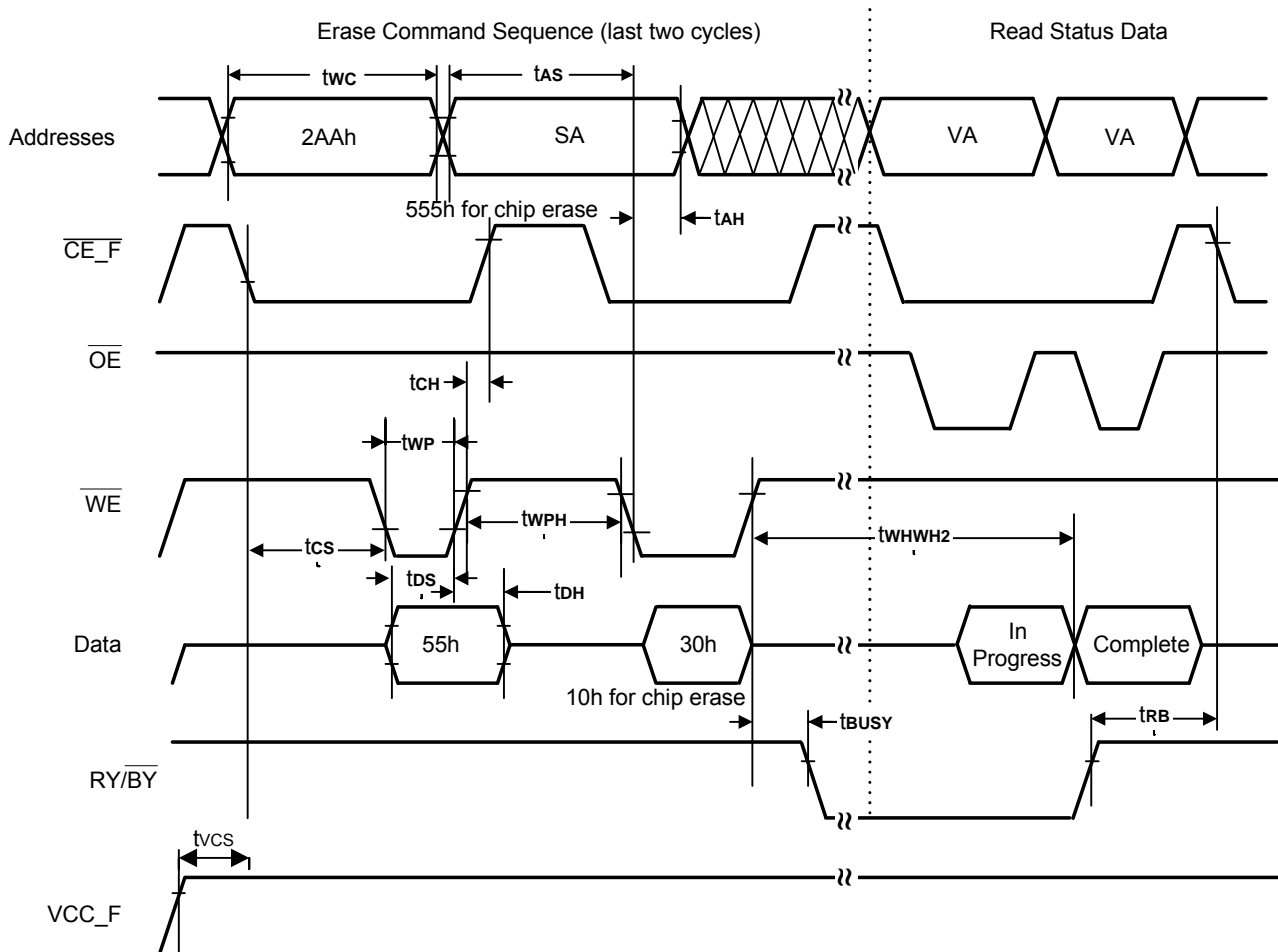 Erase Command Sequence (last two cycles)
Read Status Data
tWC
tAS
Addresses
2AAh
SA
VA
VA
555h for chip erase
tAH
CE_F
OE
tCH
tWP
WE
tWPH
tWHWH2
tCS
tDS
tDH
Data
55h
30h
In
Progress
Complete
10h for chip erase
tBUSY
tRB
RY/BY
tVCS
VCC_F